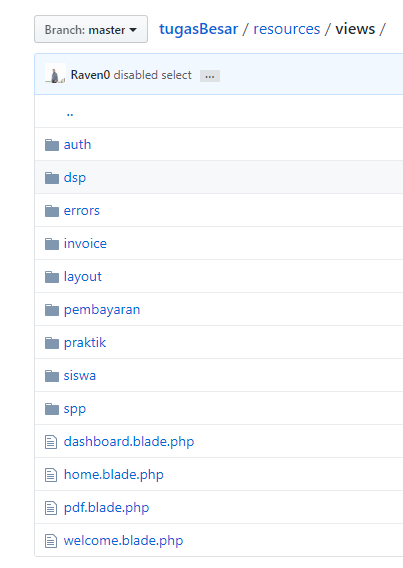 Branch: master tugasBesar / resources / views /
Raven0 disabled select ...
..
auth
dsp
errors
invoice
layout
pembayaran
praktik
siswa
spp
dashboard.blade.php
home.blade.php
pdf.blade.php
welcome.blade.php